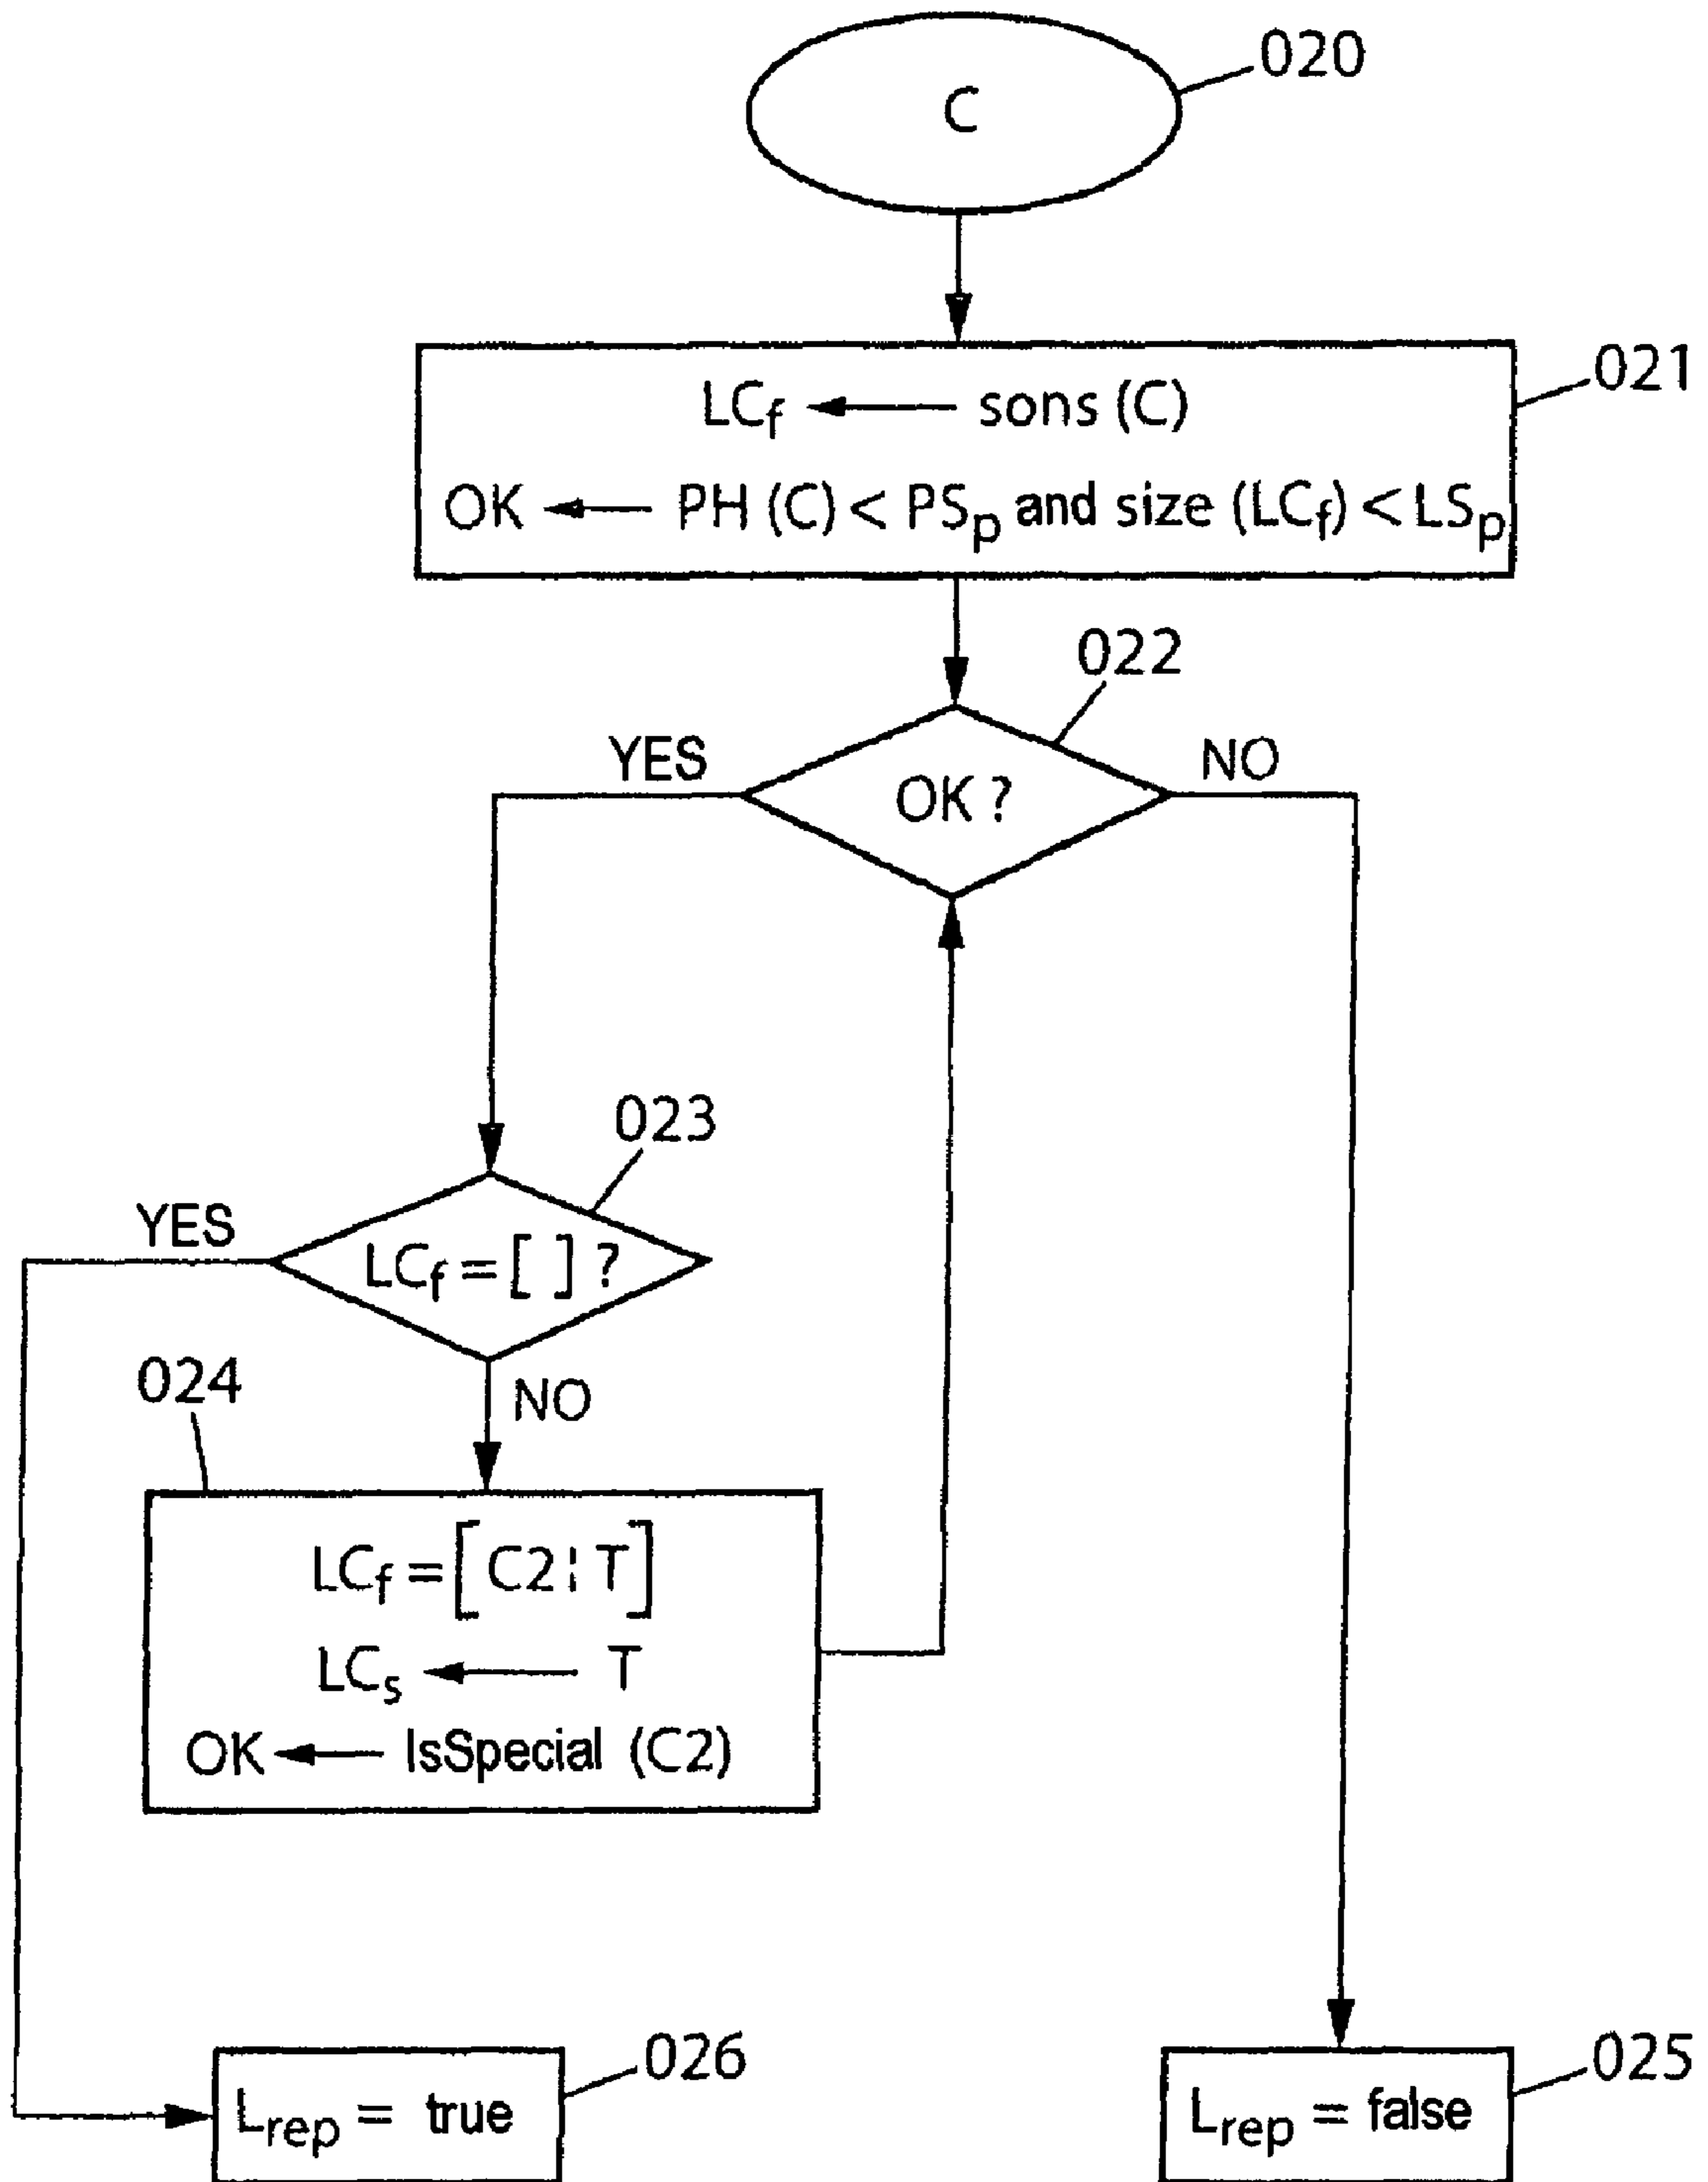 C
020
LCf ← sons (C)
021
OK ← PH (C) < PSp and size (LCf) < LSp
022
YES
NO
OK ?
023
YES
LCf = [ ] ?
024
NO
LCf = [ C2 ¦ T ]
LCs ← T
OK ← IsSpecial (C2)
026
025
Lrep = true
Lrep = false